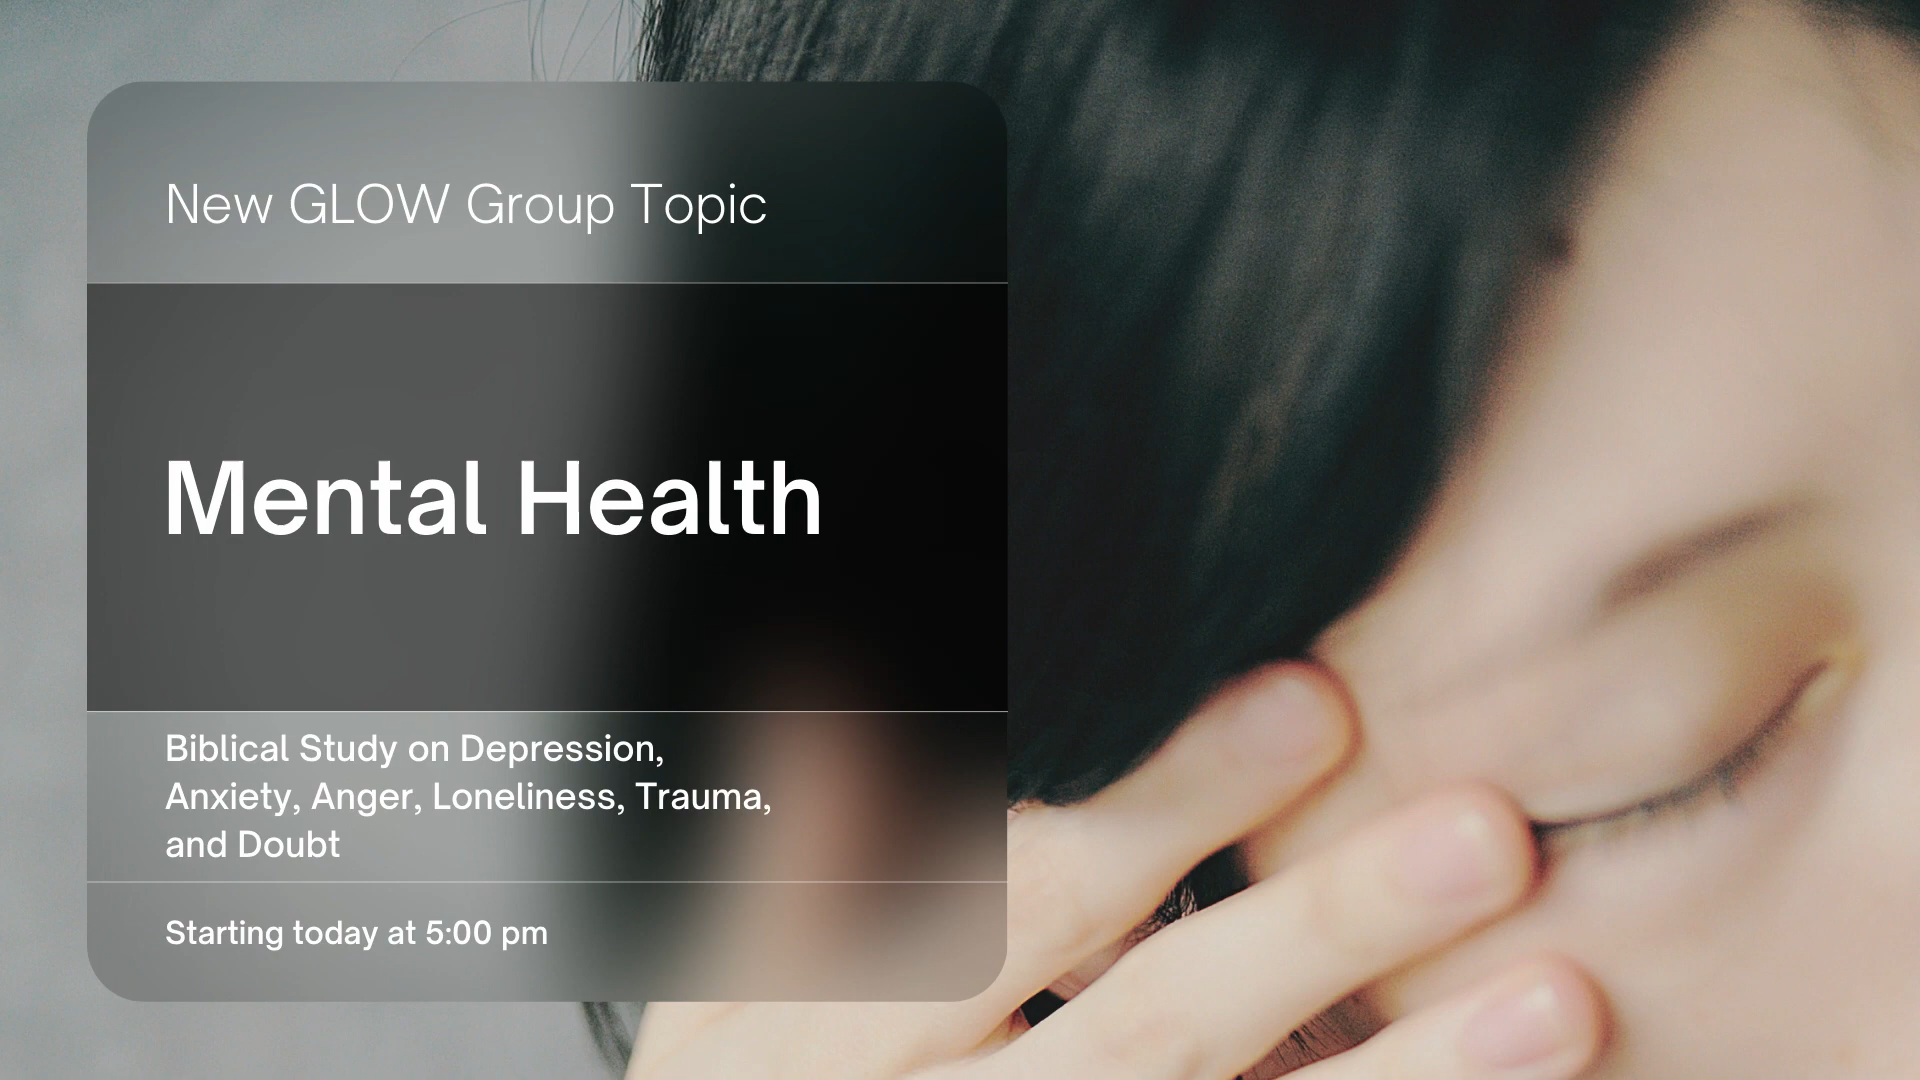 New GLOW Group Topic
Mental Health
Biblical Study on Depression,
Anxiety, Anger, Loneliness, Trauma,
and Doubt
Starting today at 5:00 pm